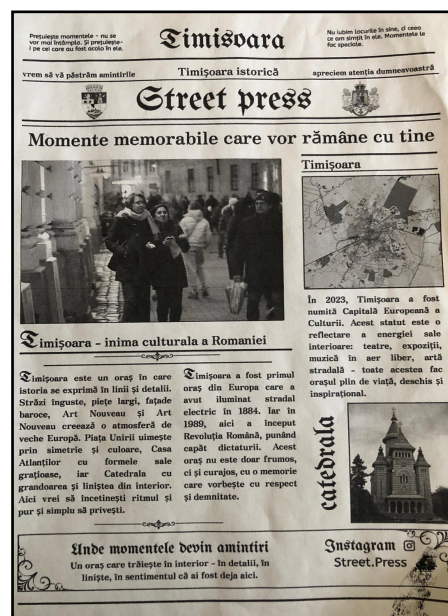 Prețuiește momentele - nu se
vor mai întâmpla. Și prețuiește-
i pe cei care au fost acolo în ele.
Timisoara
Nu iubim locurile în sine, ci ceea
ce am simțit în ele. Momentele le
fac speciale.
vrem să vă păstrăm amintirile
Timișoara istorică
apreciem atenția dumneavoastră
Street press
Momente memorabile care vor rămâne cu tine
Timișoara
În 2023, Timișoara a fost
numită Capitală Europeană a
Culturii. Acest statut este o
reflectare a energiei sale
interioare: teatre, expoziții,
muzică în aer liber, artă
stradală - toate acestea fac
orașul plin de viață, deschis și
inspirațional.
Timișoara - inima culturala a Romaniei
Timișoara este un oraș în care
istoria se exprimă în linii și detalii.
Străzi înguste, piețe largi, fațade
baroce, Art Nouveau și Art
Nouveau creează o atmosferă de
veche Europă. Piața Unirii uimește
prin simetrie și culoare, Casa
Atlanților cu formele sale
grațioase, iar Catedrala cu
grandoarea și liniștea din interior.
Aici vrei să încetinești ritmul și
pur și simplu să privești.
Timișoara a fost primul
oraș din Europa care a
avut iluminat stradal
electric în 1884. Iar în
1989, aici a început
Revoluția Română, punând
capăt dictaturii. Acest
oraș nu este doar frumos,
ci și curajos, cu o memorie
care vorbește cu respect
și demnitate.
catedrala
Unde momentele devin amintiri
Un oraș care trăiește în interior - în detalii, în
liniște, în sentimentul că ai fost deja aici.
Instagram
Street.Press